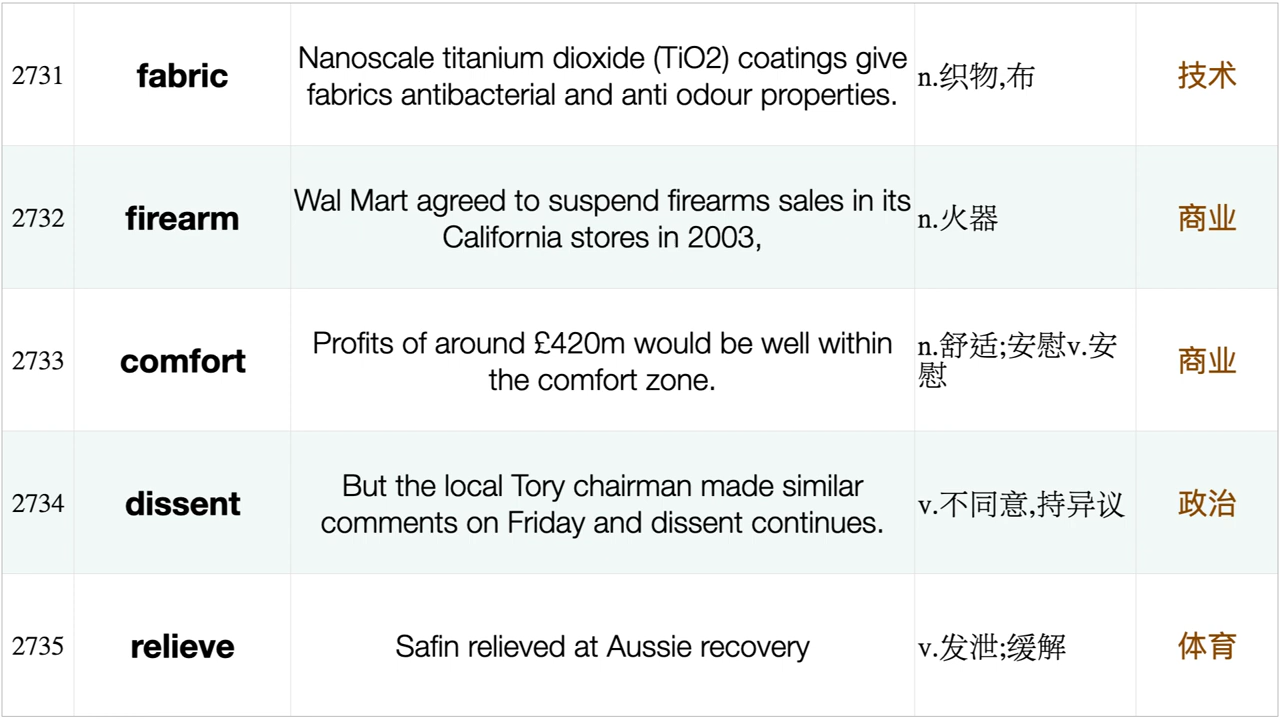 2731
fabric
Nanoscale titanium dioxide (TiO2) coatings give
fabrics antibacterial and anti odour properties.
n.织物,布
技术
2732
firearm
Wal Mart agreed to suspend firearms sales in its
California stores in 2003,
n.火器
商业
2733
comfort
Profits of around £420m would be well within
the comfort zone.
n.舒适;安慰v.安
慰
商业
2734
dissent
But the local Tory chairman made similar
comments on Friday and dissent continues.
v.不同意,持异议
政治
2735
relieve
Safin relieved at Aussie recovery
v.发泄;缓解
体育